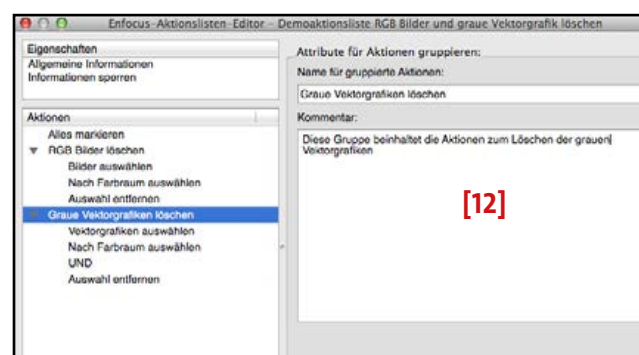 Enfocus-Aktionslisten-Editor - Demoaktionsliste RGB Bilder und graue Vektorgrafik löschen
Eigenschaften
Allgemeine Informationen
Informationen sperren
Aktionen
Alles markieren
RGB Bilder löschen
Bilder auswählen
Nach Farbraum auswählen
Auswahl entfernen
Graue Vektorgrafiken löschen
Vektorgrafiken auswählen
Nach Farbraum auswählen
UND
Auswahl entfernen
Attribute für Aktionen gruppieren:
Name für gruppierte Aktionen:
Graue Vektorgrafiken löschen
Kommentar:
Diese Gruppe beinhaltet die Aktionen zum Löschen der grauen
Vektorgrafiken
[12]